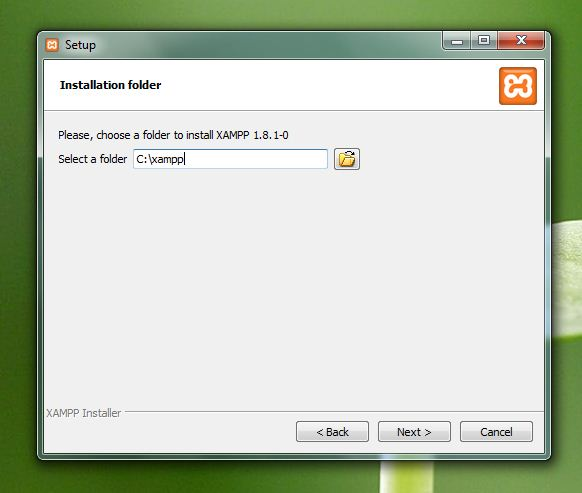 Setup
Installation folder
Please, choose a folder to install XAMPP 1.8.1-0
Select a folder C:\xampp
XAMPP Installer
< Back Next > Cancel